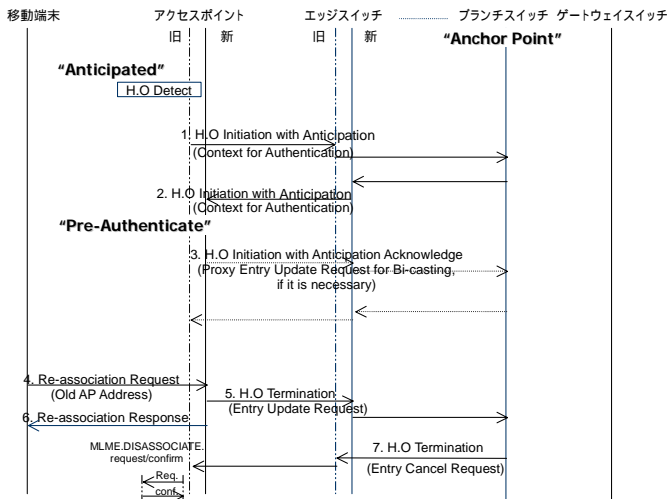 移動端末 アクセスポイント エッジスイッチ ブランチスイッチ ゲートウェイスイッチ
旧 新 旧 新 "Anchor Point"
"Anticipated"
H.O Detect
1. H.O Initiation with Anticipation
(Context for Authentication)
2. H.O Initiation with Anticipation
(Context for Authentication)
"Pre-Authenticate"
3. H.O Initiation with Anticipation Acknowledge
(Proxy Entry Update Request for Bi-casting,
if it is necessary)
4. Re-association Request
(Old AP Address)
5. H.O Termination
(Entry Update Request)
6. Re-association Response
MLME.DISASSOCIATE.
request/confirm
7. H.O Termination
(Entry Cancel Request)
Req.
conf.